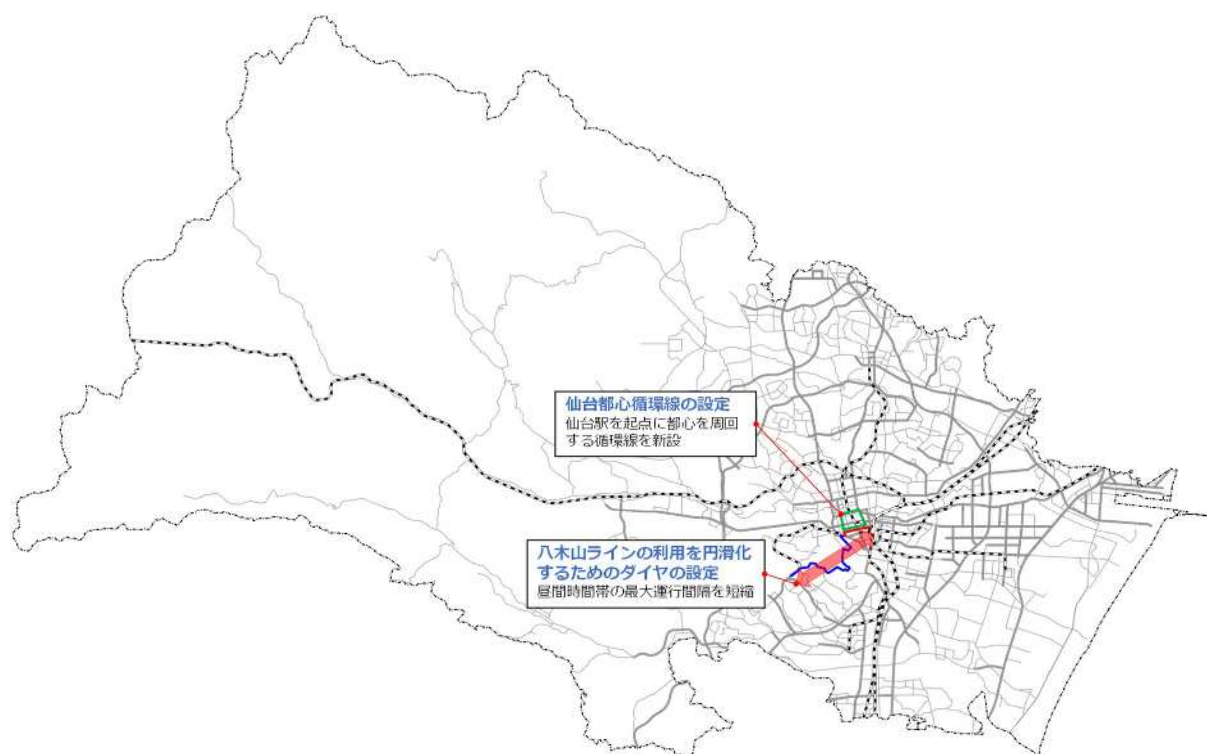 仙台都心循環線の設定
仙台駅を起点に都心を周回
する循環線を新設
八木山ラインの利用を円滑化
するためのダイヤの設定
昼間時間帯の最大運行間隔を短縮